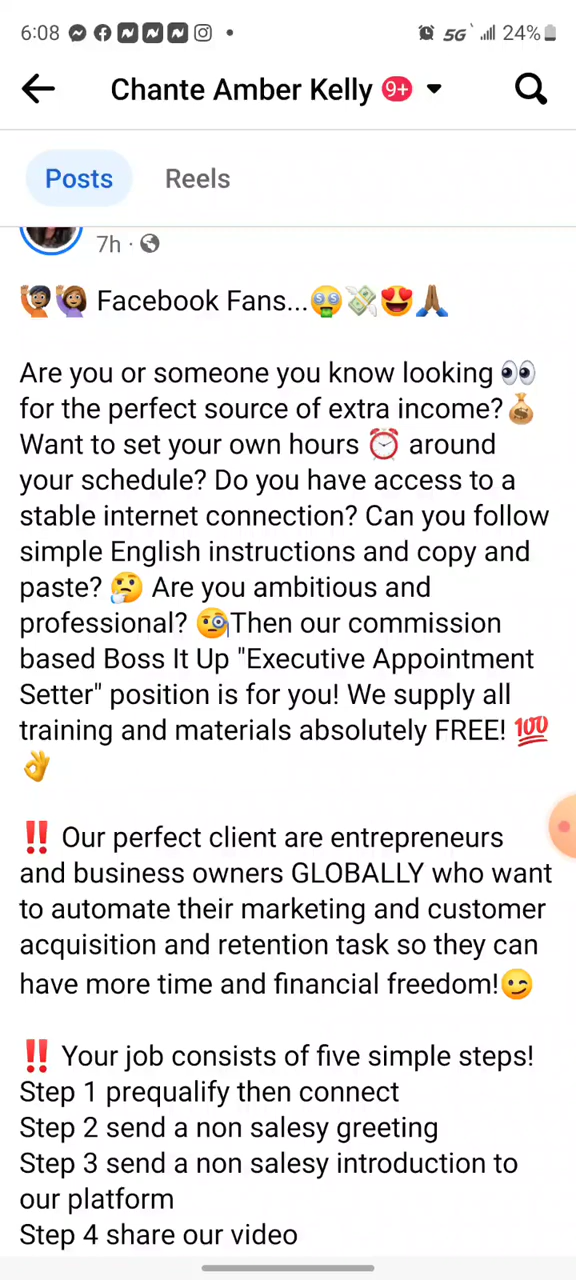 6:08 5G 24%
Chante Amber Kelly 9+
Posts Reels
7h ·
🙋🏾🙋🏽‍♀️ Facebook Fans...🤑💸😍🙏🏾
Are you or someone you know looking 👀
for the perfect source of extra income?💰
Want to set your own hours ⏰ around
your schedule? Do you have access to a
stable internet connection? Can you follow
simple English instructions and copy and
paste? 🤔 Are you ambitious and
professional? 🧐Then our commission
based Boss It Up "Executive Appointment
Setter" position is for you! We supply all
training and materials absolutely FREE! 💯
👌
‼️ Our perfect client are entrepreneurs
and business owners GLOBALLY who want
to automate their marketing and customer
acquisition and retention task so they can
have more time and financial freedom!😉
‼️ Your job consists of five simple steps!
Step 1 prequalify then connect
Step 2 send a non salesy greeting
Step 3 send a non salesy introduction to
our platform
Step 4 share our video